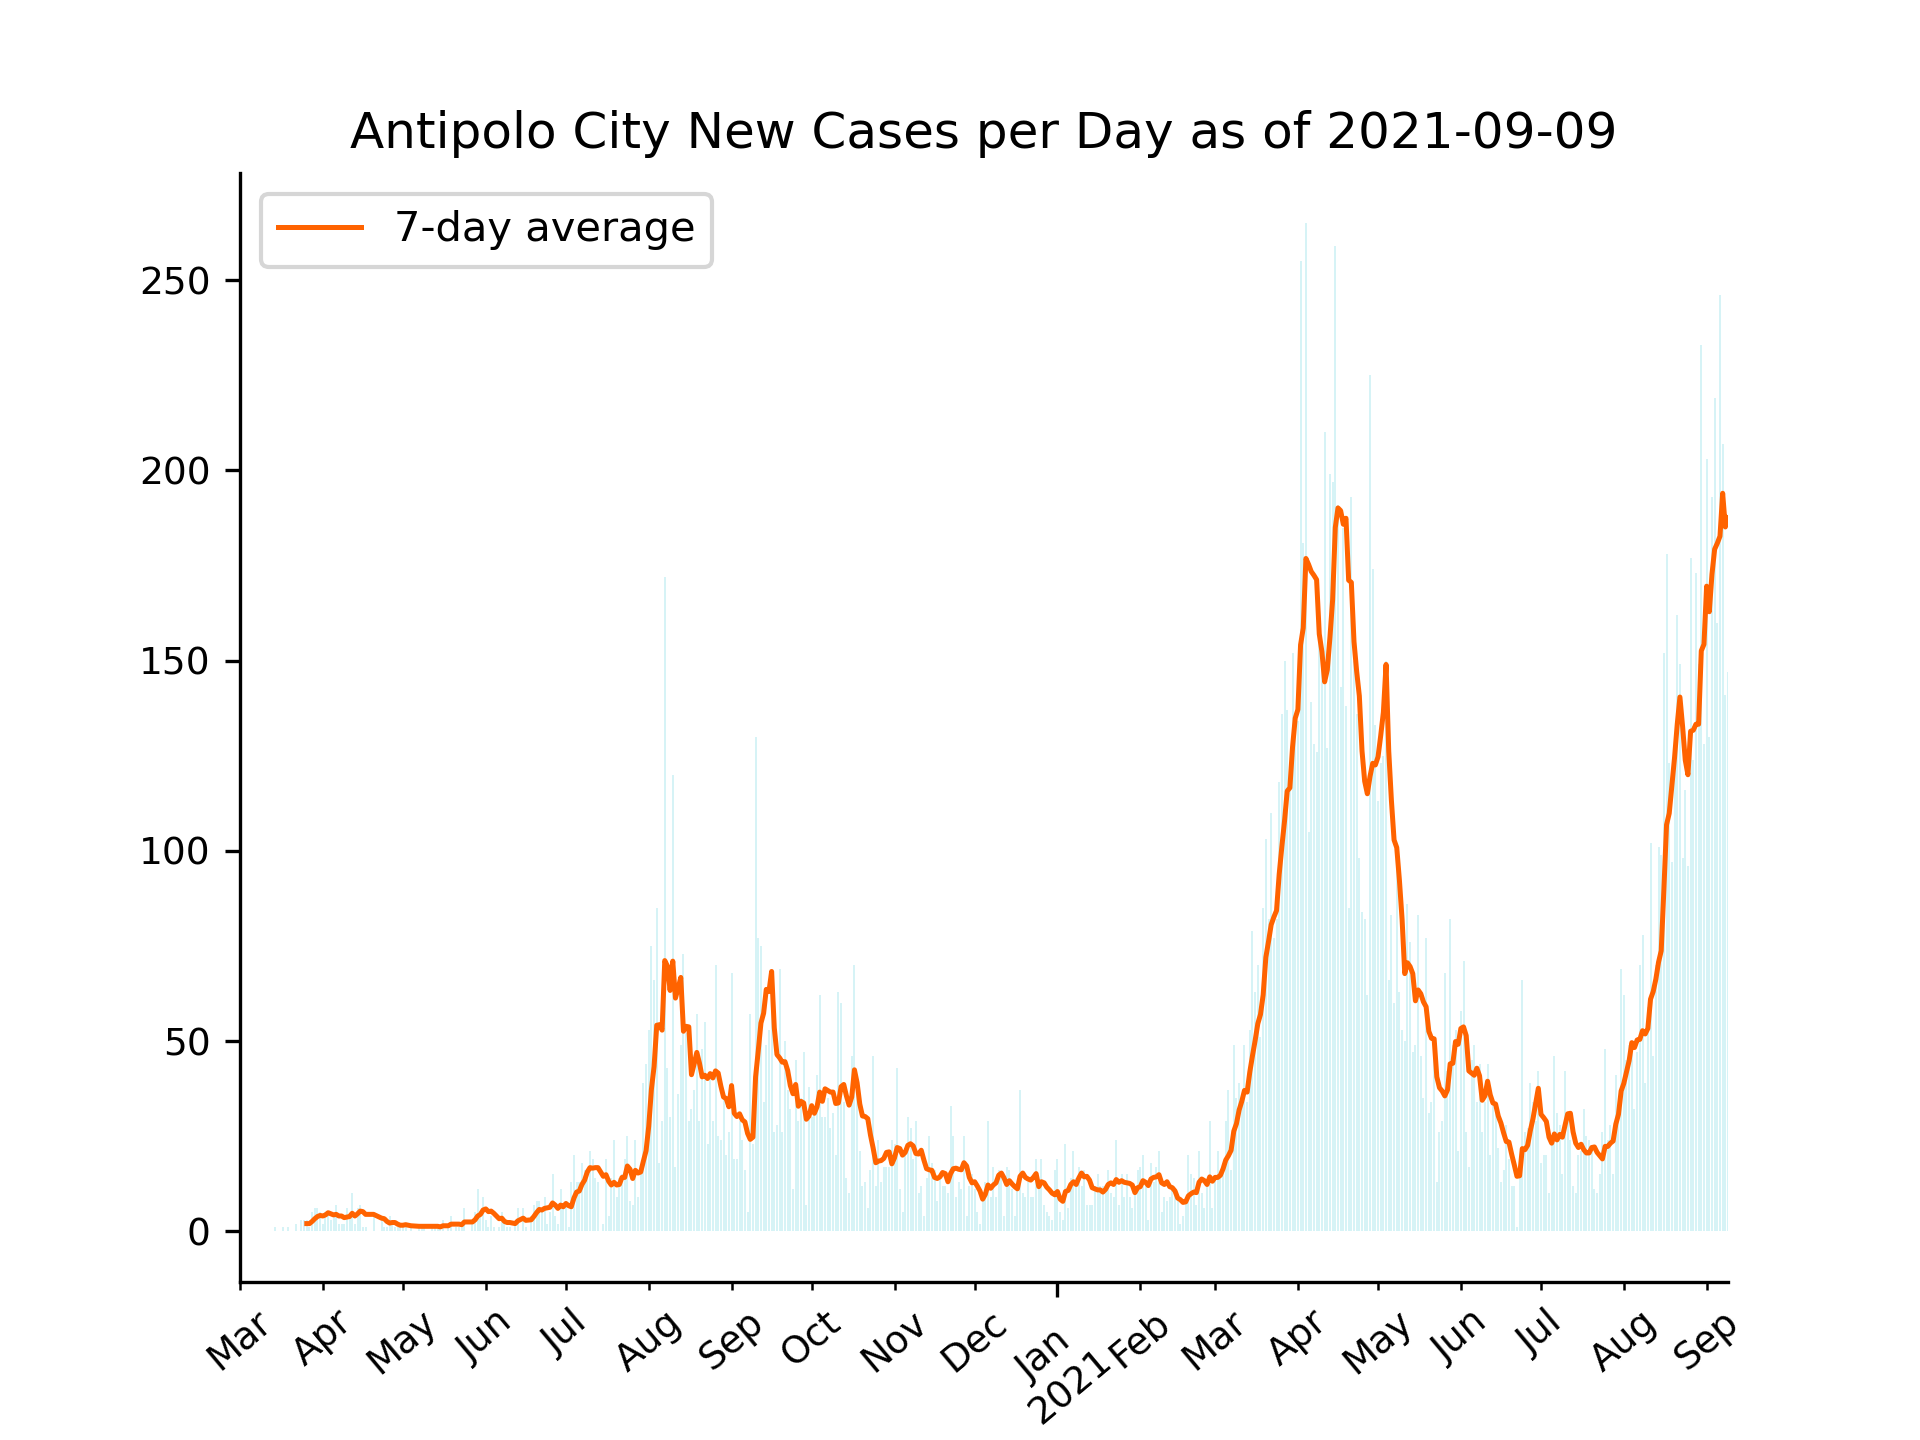 Antipolo City New Cases per Day as of 2021-09-09
7-day average
250
200
150
100
50
0
Mar Apr May Jun Jul Aug Sep Oct Nov Dec Jan Feb Mar Apr May Jun Jul Aug Sep
2021